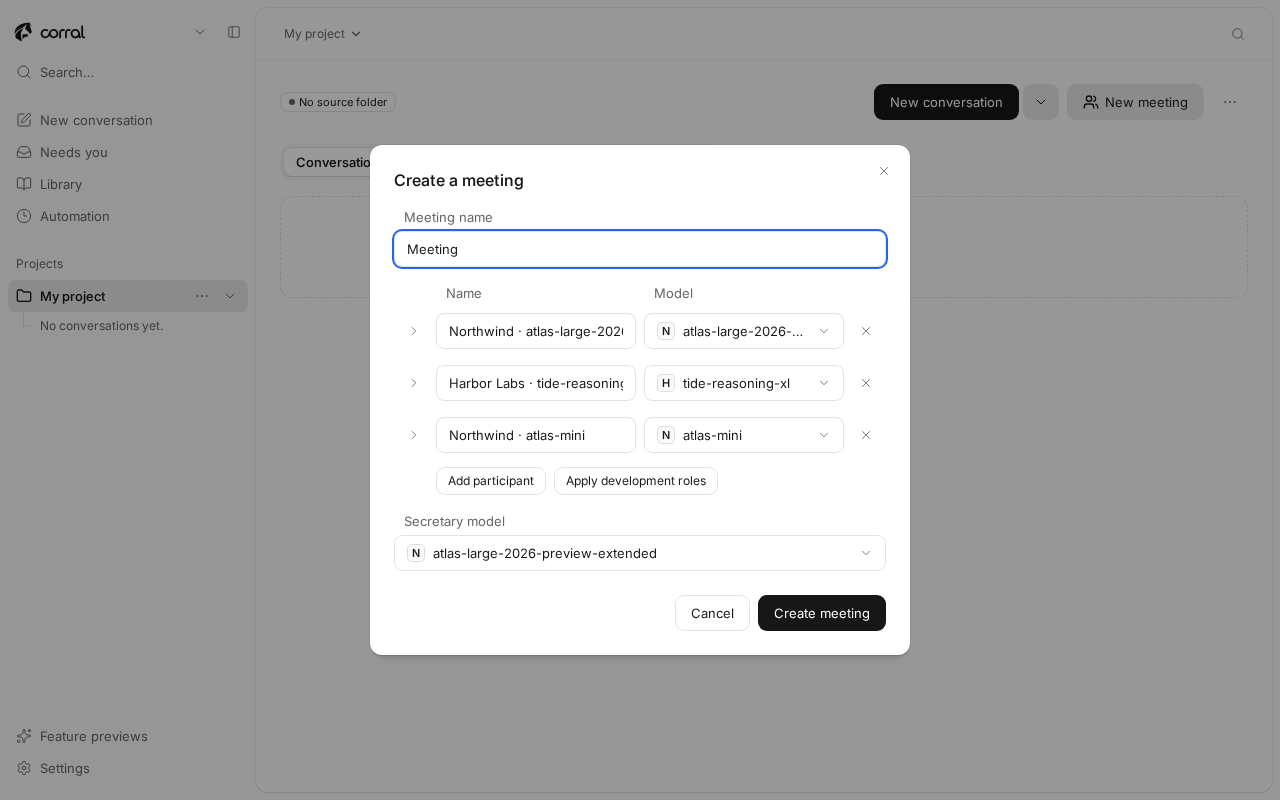 corral
My project
Search...
No source folder
New conversation
New meeting
New conversation
Needs you
Library
Automation
Projects
My project
No conversations yet.
Conversatio
Create a meeting
Meeting name
Meeting
Name
Model
Northwind · atlas-large-202
N atlas-large-2026-...
Harbor Labs · tide-reasoning
H tide-reasoning-xl
Northwind · atlas-mini
N atlas-mini
Add participant
Apply development roles
Secretary model
N atlas-large-2026-preview-extended
Cancel
Create meeting
Feature previews
Settings